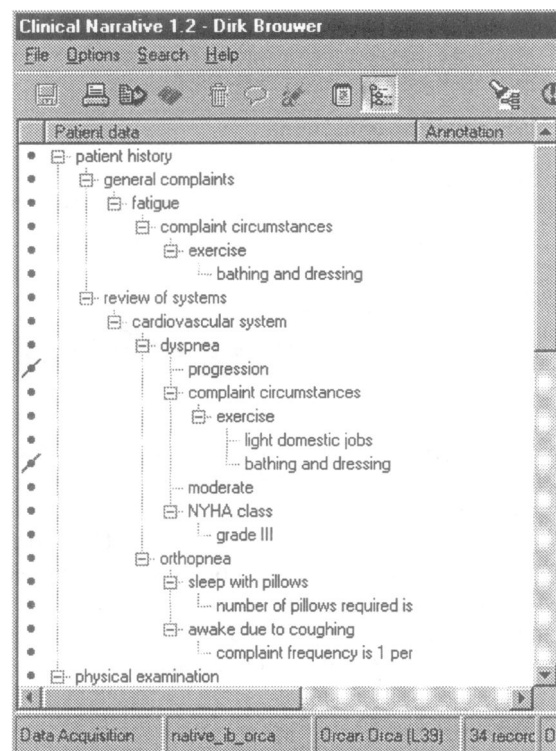 Clinical Narrative 1.2 - Dirk Brouwer
File Options Search Help
Patient data Annotation
patient history
general complaints
fatigue
complaint circumstances
exercise
bathing and dressing
review of systems
cardiovascular system
dyspnea
progression
complaint circumstances
exercise
light domestic jobs
bathing and dressing
moderate
NYHA class
grade III
orthopnea
sleep with pillows
number of pillows required is
awake due to coughing
complaint frequency is 1 per
physical examination
Data Acquisition native_ib_orca Orcan Orca (L39) 34 record D